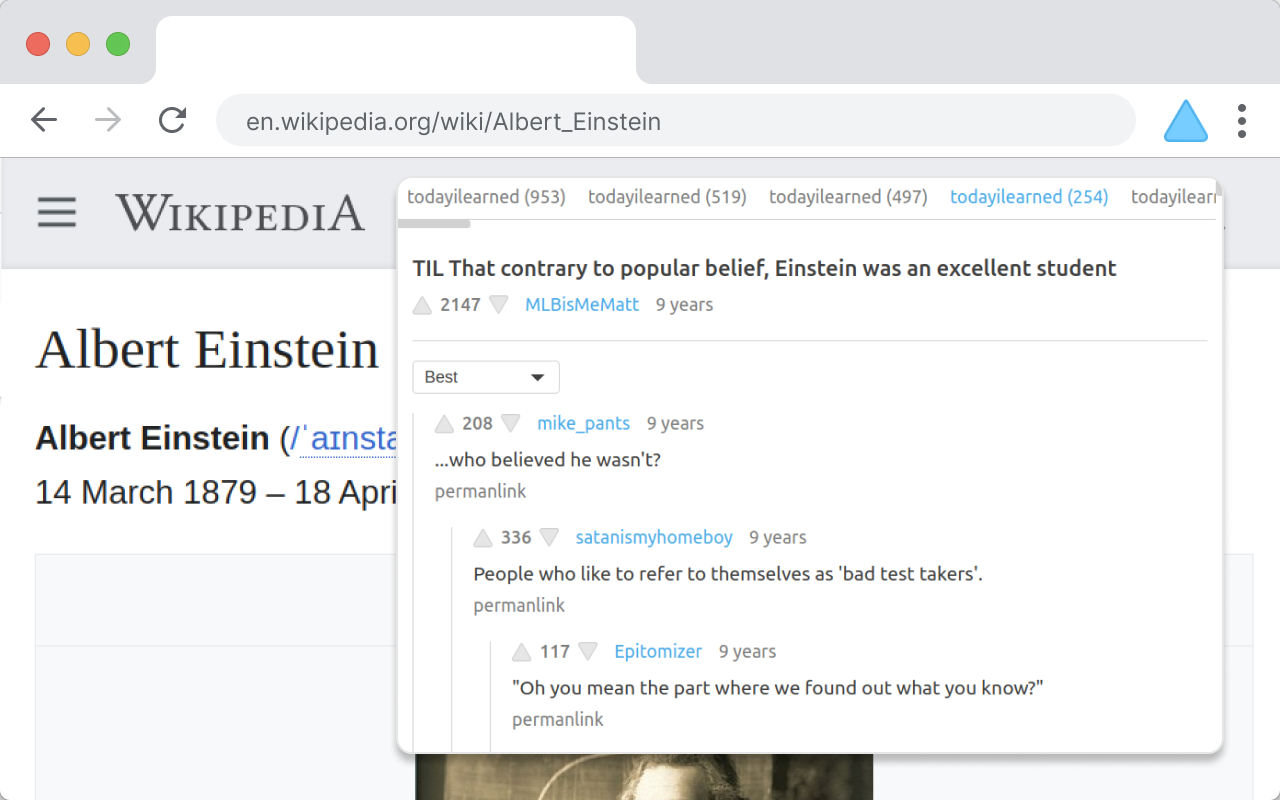 en.wikipedia.org/wiki/Albert_Einstein
WIKIPEDIA
todayilearned (953) todayilearned (519) todayilearned (497) todayilearned (254) todayilearn
TIL That contrary to popular belief, Einstein was an excellent student
2147 MLBisMeMatt 9 years
Albert Einstein
Best
208 mike_pants 9 years
Albert Einstein (/ˈaɪnsta
...who believed he wasn't?
14 March 1879 – 18 Apri
permanlink
336 satanismyhomeboy 9 years
People who like to refer to themselves as 'bad test takers'.
permanlink
117 Epitomizer 9 years
"Oh you mean the part where we found out what you know?"
permanlink